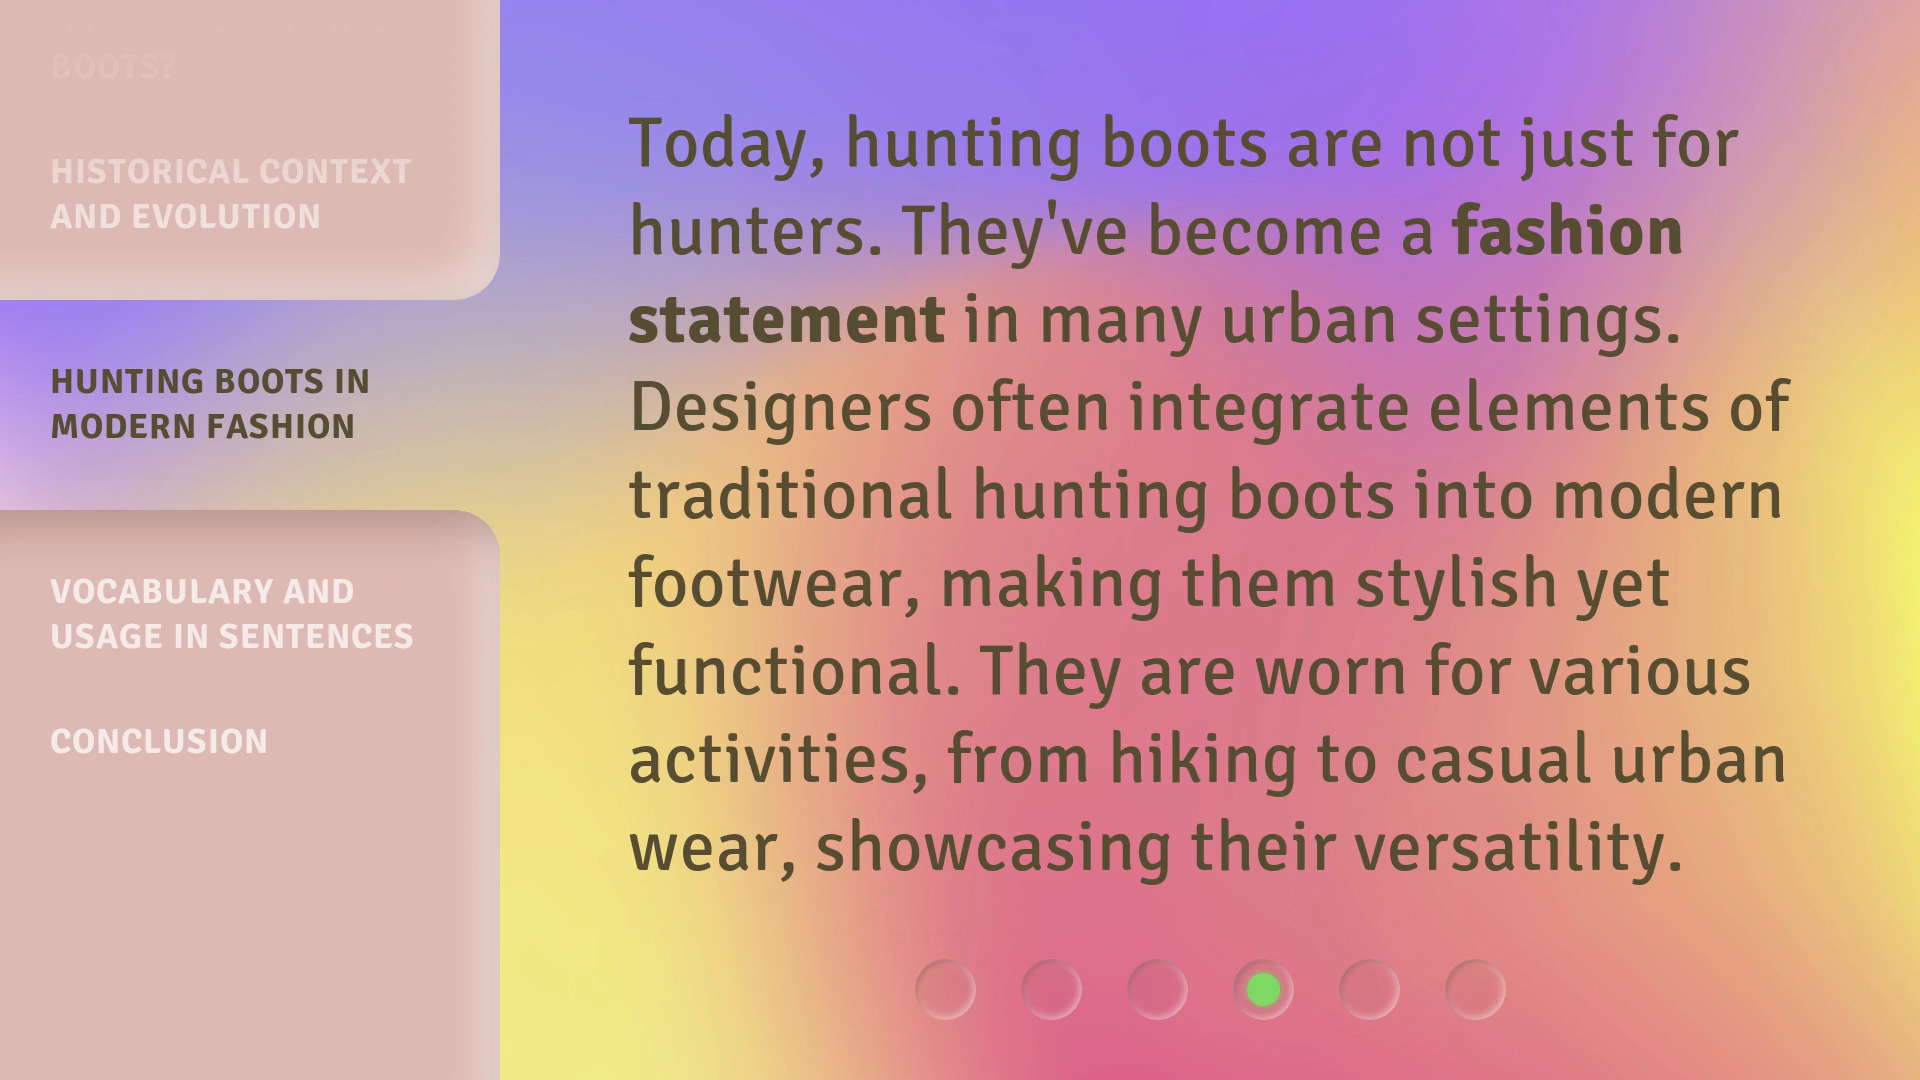 BOOTS?
HISTORICAL CONTEXT
AND EVOLUTION
HUNTING BOOTS IN
MODERN FASHION
VOCABULARY AND
USAGE IN SENTENCES
CONCLUSION
Today, hunting boots are not just for
hunters. They've become a fashion
statement in many urban settings.
Designers often integrate elements of
traditional hunting boots into modern
footwear, making them stylish yet
functional. They are worn for various
activities, from hiking to casual urban
wear, showcasing their versatility.